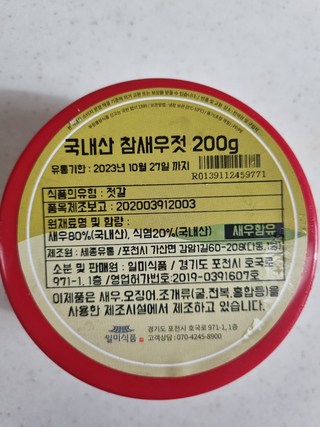 국내산 참새우젓 200g
유통기한 : 2023년 10월 27일 까지
R0139112459771
식품의유형 : 젓갈
품목제조보고 : 202003912003
원재료명 및 함량 :
새우80%(국내산), 식염20%(국내산) 새우함유
제조원 : 세종유통 /포천시 가산면 감암1길60-20B(다동,1층)
소분 및 판매원 : 일미식품 / 경기도 포천시 호국로
971-1, 1층 /영업허가번호:2019-0391607호
이제품은 새우,오징어,조개류(굴,전복,홍합등)을
사용한 제조시설에서 제조하고 있습니다.
일미식품
경기도 포천시 호국로 971-1, 1층
고객상담 : 070-4245-8900